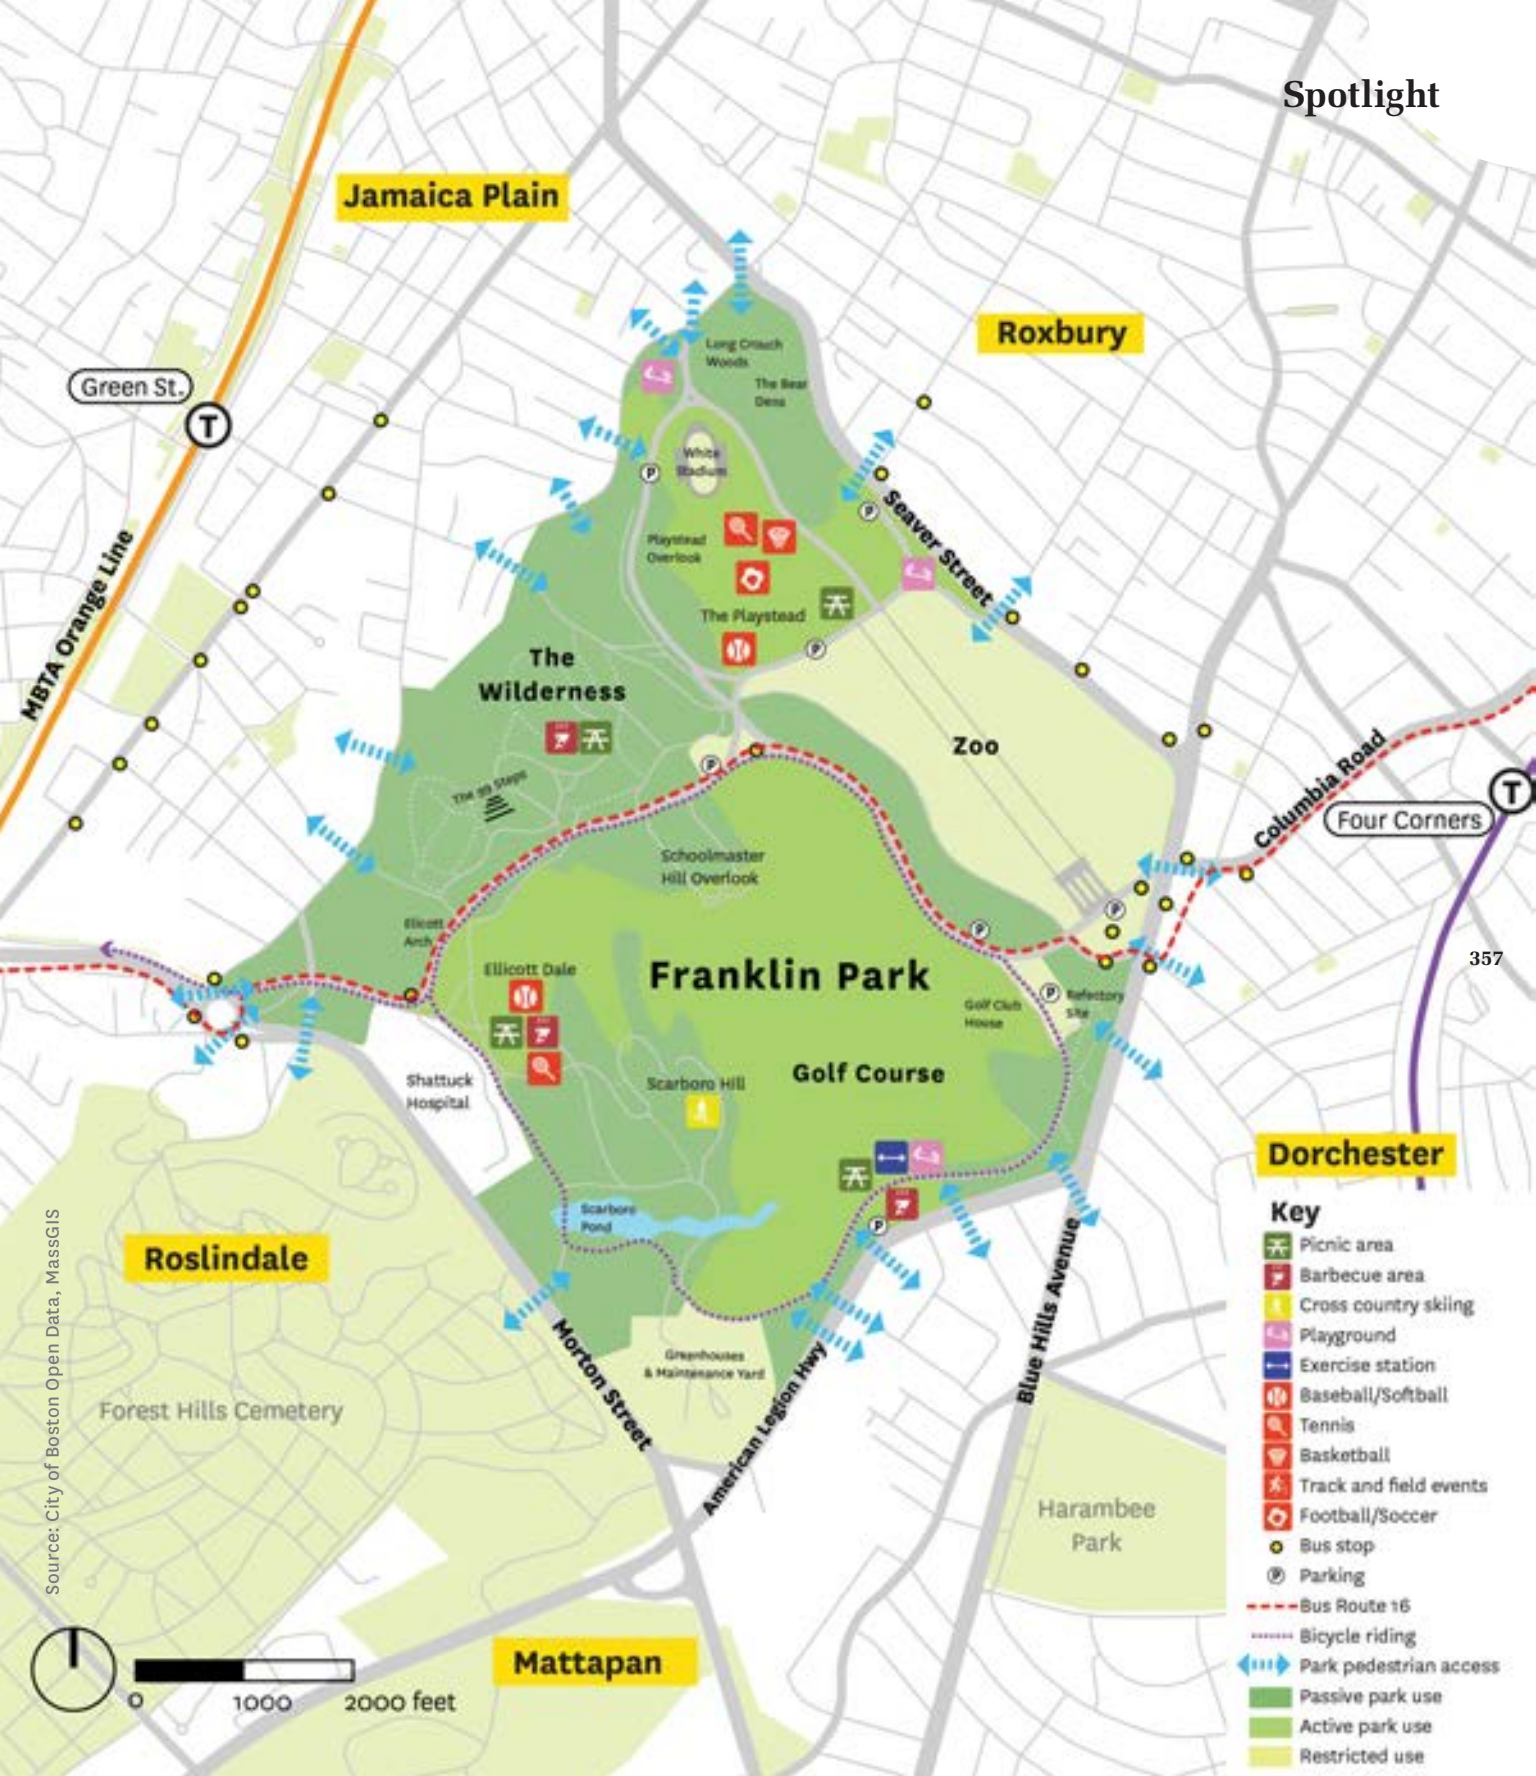 Spotlight
Jamaica Plain
Roxbury
Green St.
T
MBTA Orange Line
Long Crouch
Woods
The Bear
Dens
White
Stadium
P
P
Seaver Street
Playstead
Overlook
The Playstead
P
The
Wilderness
Zoo
P
The 99 Steps
Columbia Road
T
Four Corners
Schoolmaster
Hill Overlook
Ellicott
Arch
P
P
357
Ellicott Dale
Franklin Park
P
Refectory
Site
Golf Club
House
Shattuck
Hospital
Scarboro Hill
Golf Course
Dorchester
P
Scarboro
Pond
Roslindale
Morton Street
Greenhouses
& Maintenance Yard
American Legion Hwy
Blue Hills Avenue
Forest Hills Cemetery
Harambee
Park
Mattapan
Source: City of Boston Open Data, MassGIS
0
1000
2000 feet
Key
Picnic area
Barbecue area
Cross country skiing
Playground
Exercise station
Baseball/Softball
Tennis
Basketball
Track and field events
Football/Soccer
Bus stop
P Parking
Bus Route 16
Bicycle riding
Park pedestrian access
Passive park use
Active park use
Restricted use